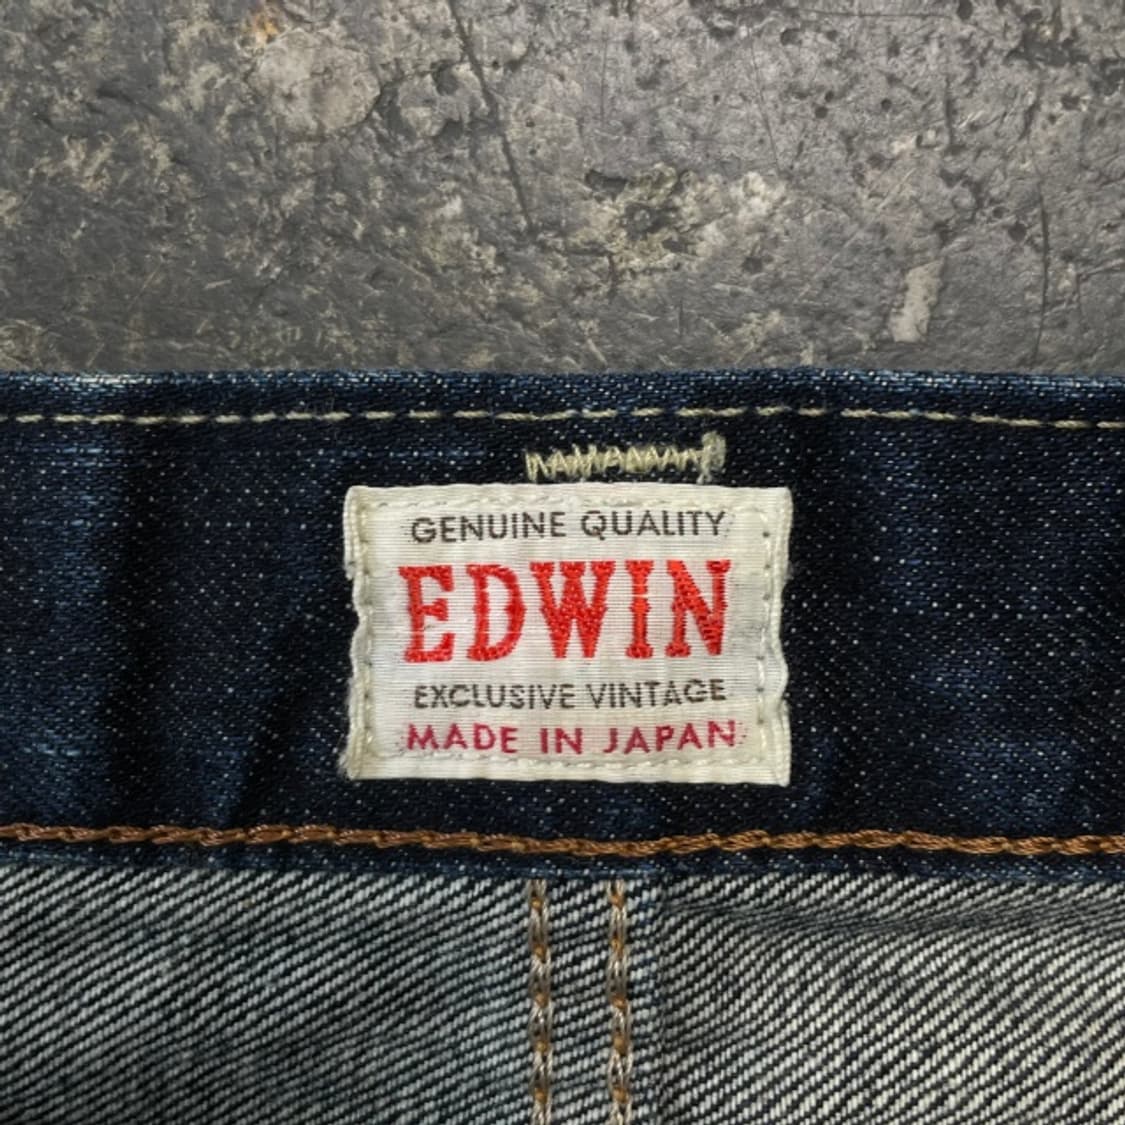 GENUINE QUALITY
EDWIN
EXCLUSIVE VINTAGE
MADE IN JAPAN